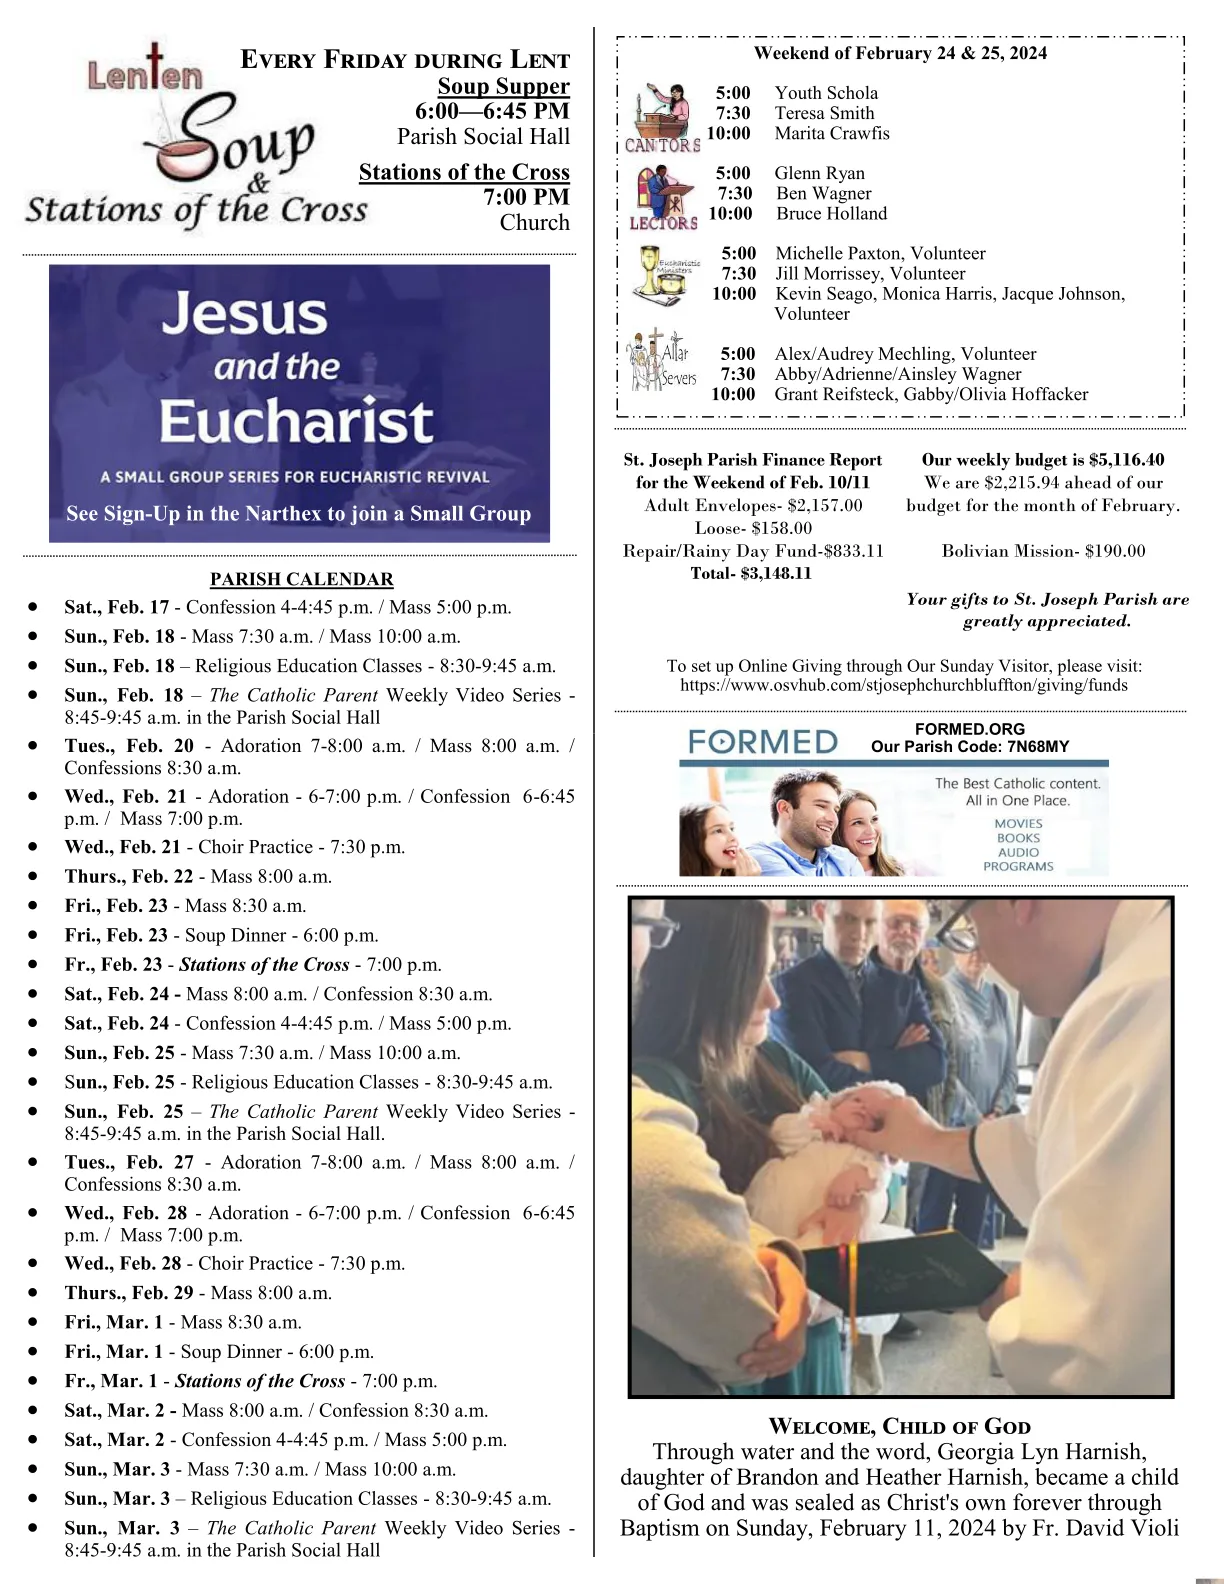 Lenten
Soup
&
Stations of the Cross
EVERY FRIDAY DURING LENT
Soup Supper
6:00—6:45 PM
Parish Social Hall
Stations of the Cross
7:00 PM
Church
Jesus
and the
Eucharist
A SMALL GROUP SERIES FOR EUCHARISTIC REVIVAL
See Sign-Up in the Narthex to join a Small Group
PARISH CALENDAR
• Sat., Feb. 17 - Confession 4-4:45 p.m. / Mass 5:00 p.m.
• Sun., Feb. 18 - Mass 7:30 a.m. / Mass 10:00 a.m.
• Sun., Feb. 18 – Religious Education Classes - 8:30-9:45 a.m.
• Sun., Feb. 18 – The Catholic Parent Weekly Video Series -
8:45-9:45 a.m. in the Parish Social Hall
• Tues., Feb. 20 - Adoration 7-8:00 a.m. / Mass 8:00 a.m. /
Confessions 8:30 a.m.
• Wed., Feb. 21 - Adoration - 6-7:00 p.m. / Confession 6-6:45
p.m. / Mass 7:00 p.m.
• Wed., Feb. 21 - Choir Practice - 7:30 p.m.
• Thurs., Feb. 22 - Mass 8:00 a.m.
• Fri., Feb. 23 - Mass 8:30 a.m.
• Fri., Feb. 23 - Soup Dinner - 6:00 p.m.
• Fr., Feb. 23 - Stations of the Cross - 7:00 p.m.
• Sat., Feb. 24 - Mass 8:00 a.m. / Confession 8:30 a.m.
• Sat., Feb. 24 - Confession 4-4:45 p.m. / Mass 5:00 p.m.
• Sun., Feb. 25 - Mass 7:30 a.m. / Mass 10:00 a.m.
• Sun., Feb. 25 - Religious Education Classes - 8:30-9:45 a.m.
• Sun., Feb. 25 – The Catholic Parent Weekly Video Series -
8:45-9:45 a.m. in the Parish Social Hall.
• Tues., Feb. 27 - Adoration 7-8:00 a.m. / Mass 8:00 a.m. /
Confessions 8:30 a.m.
• Wed., Feb. 28 - Adoration - 6-7:00 p.m. / Confession 6-6:45
p.m. / Mass 7:00 p.m.
• Wed., Feb. 28 - Choir Practice - 7:30 p.m.
• Thurs., Feb. 29 - Mass 8:00 a.m.
• Fri., Mar. 1 - Mass 8:30 a.m.
• Fri., Mar. 1 - Soup Dinner - 6:00 p.m.
• Fr., Mar. 1 - Stations of the Cross - 7:00 p.m.
• Sat., Mar. 2 - Mass 8:00 a.m. / Confession 8:30 a.m.
• Sat., Mar. 2 - Confession 4-4:45 p.m. / Mass 5:00 p.m.
• Sun., Mar. 3 - Mass 7:30 a.m. / Mass 10:00 a.m.
• Sun., Mar. 3 – Religious Education Classes - 8:30-9:45 a.m.
• Sun., Mar. 3 – The Catholic Parent Weekly Video Series -
8:45-9:45 a.m. in the Parish Social Hall
Weekend of February 24 & 25, 2024
CANTORS
5:00 Youth Schola
7:30 Teresa Smith
10:00 Marita Crawfis
LECTORS
5:00 Glenn Ryan
7:30 Ben Wagner
10:00 Bruce Holland
Eucharistic
Ministers
5:00 Michelle Paxton, Volunteer
7:30 Jill Morrissey, Volunteer
10:00 Kevin Seago, Monica Harris, Jacque Johnson,
Volunteer
Altar
Servers
5:00 Alex/Audrey Mechling, Volunteer
7:30 Abby/Adrienne/Ainsley Wagner
10:00 Grant Reifsteck, Gabby/Olivia Hoffacker
St. Joseph Parish Finance Report
for the Weekend of Feb. 10/11
Adult Envelopes- $2,157.00
Loose- $158.00
Repair/Rainy Day Fund-$833.11
Total- $3,148.11
Our weekly budget is $5,116.40
We are $2,215.94 ahead of our
budget for the month of February.
Bolivian Mission- $190.00
Your gifts to St. Joseph Parish are
greatly appreciated.
To set up Online Giving through Our Sunday Visitor, please visit:
https://www.osvhub.com/stjosephchurchbluffton/giving/funds
FORMED
FORMED.ORG
Our Parish Code: 7N68MY
The Best Catholic content.
All in One Place.
MOVIES
BOOKS
AUDIO
PROGRAMS
WELCOME, CHILD OF GOD
Through water and the word, Georgia Lyn Harnish,
daughter of Brandon and Heather Harnish, became a child
of God and was sealed as Christ's own forever through
Baptism on Sunday, February 11, 2024 by Fr. David Violi